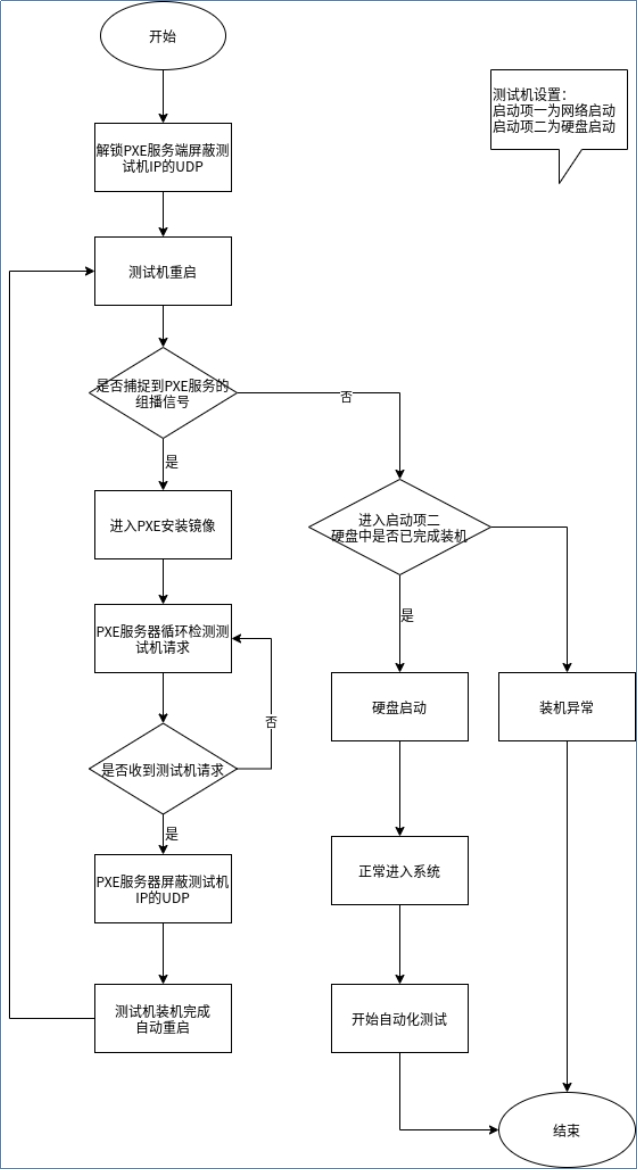 开始
测试机设置：
启动项一为网络启动
启动项二为硬盘启动
解锁PXE服务端屏蔽测
试机IP的UDP
测试机重启
是否捕捉到PXE服务的
组播信号
否
是
进入PXE安装镜像
进入启动项二
硬盘中是否已完成装机
是
PXE服务器循环检测测
试机请求
否
硬盘启动
装机异常
是否收到测试机请求
是
PXE服务器屏蔽测试机
IP的UDP
正常进入系统
测试机装机完成
自动重启
开始自动化测试
结束